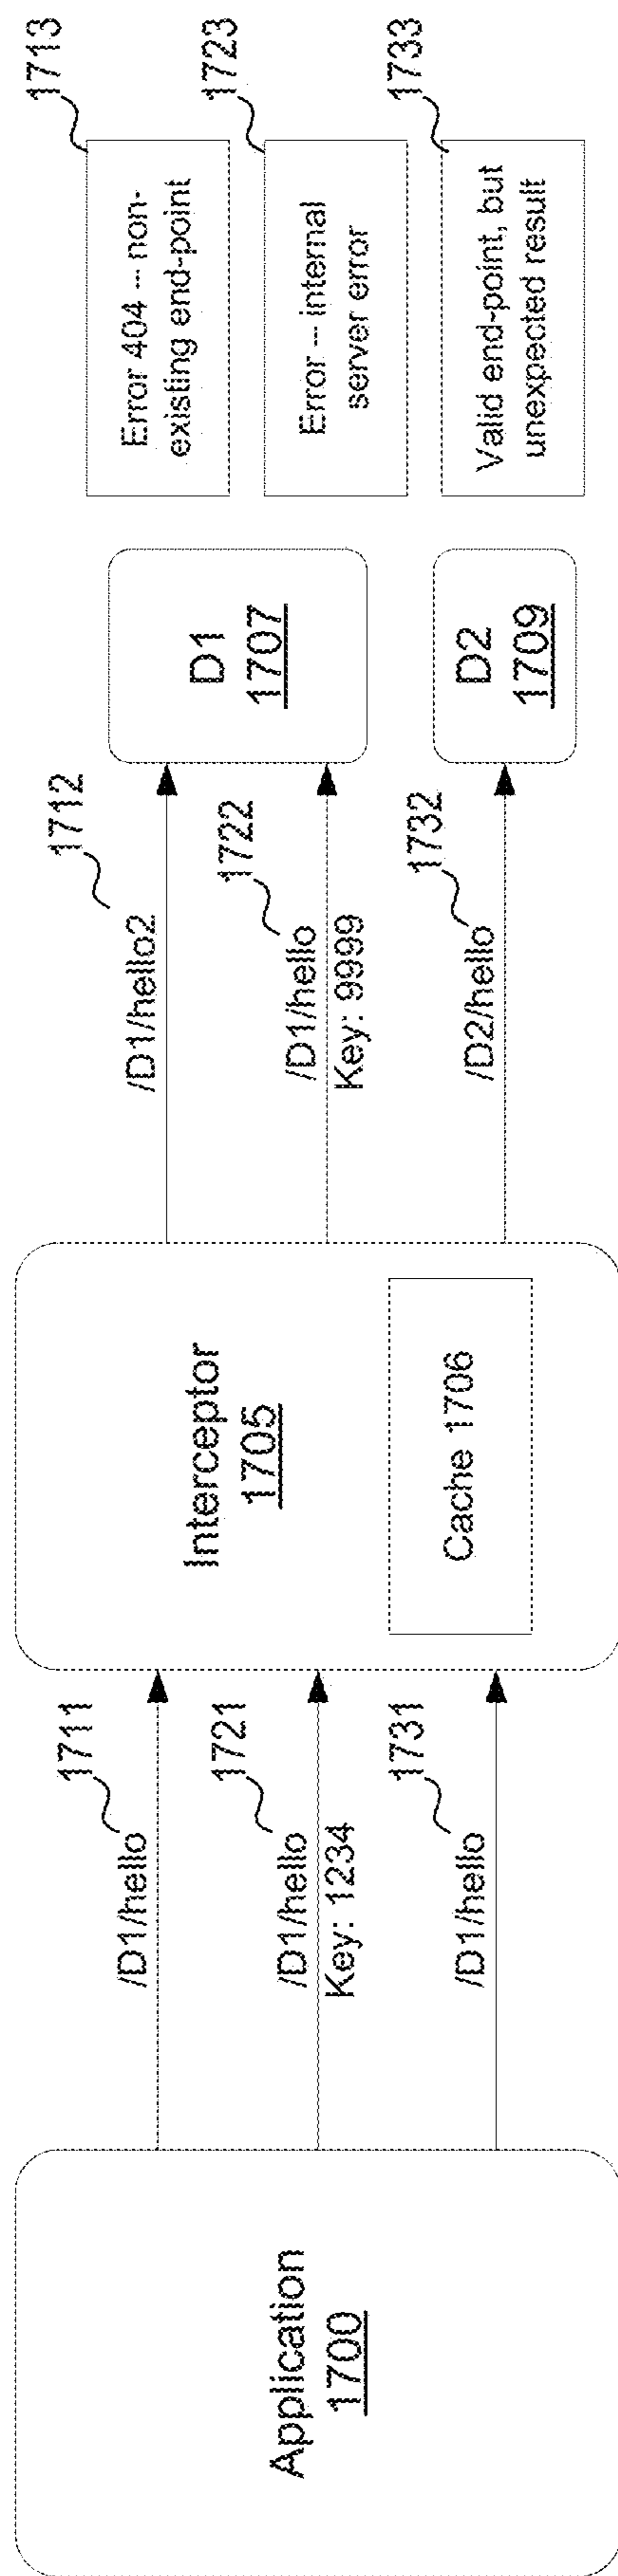 Application
1700
/D1/hello
1711
/D1/hello
Key: 1234
1721
/D1/hello
1731
Interceptor
1705
Cache 1706
/D1/hello2
1712
/D1/hello
Key: 9999
1722
/D2/hello
1732
D1
1707
D2
1709
Error 404 -- non-
existing end-point
1713
Error -- internal
server error
1723
Valid end-point, but
unexpected result
1733